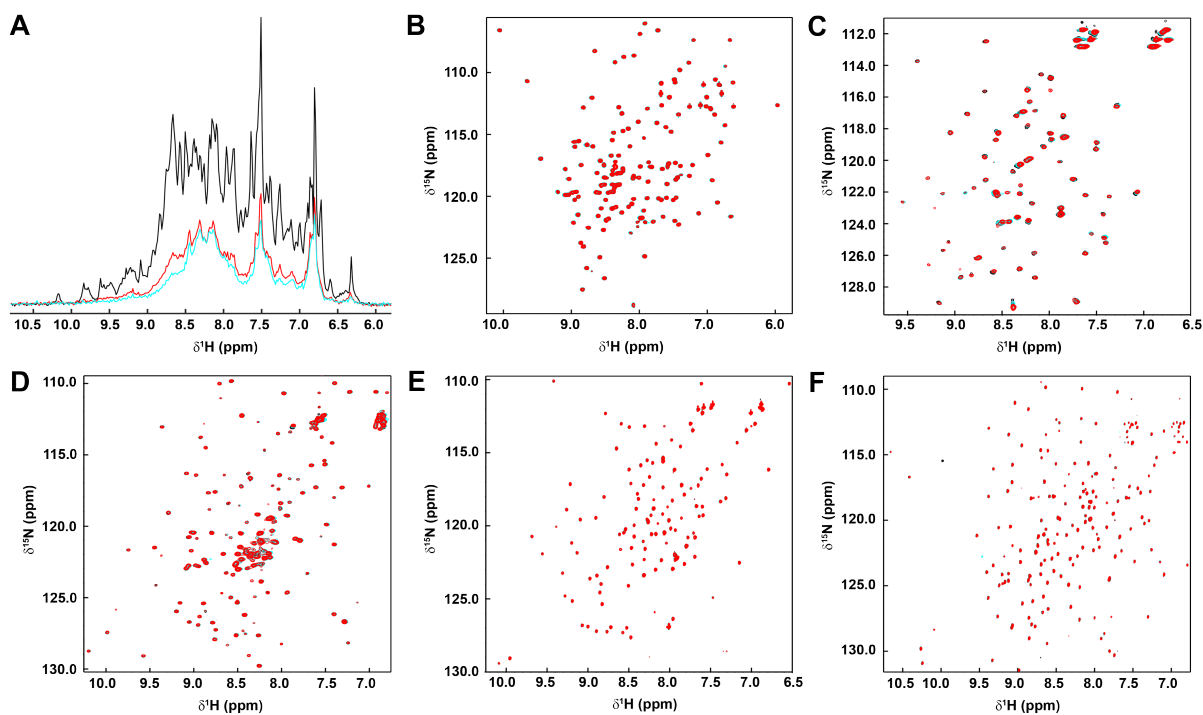 A
10.5 10.0 9.5 9.0 8.5 8.0 7.5 7.0 6.5 6.0
δ¹H (ppm)
B
110.0
115.0
120.0
125.0
δ¹⁵N (ppm)
10.0 9.0 8.0 7.0 6.0
δ¹H (ppm)
C
112.0
114.0
116.0
118.0
120.0
122.0
124.0
126.0
128.0
δ¹⁵N (ppm)
9.5 9.0 8.5 8.0 7.5 7.0 6.5
δ¹H (ppm)
D
110.0
115.0
120.0
125.0
130.0
δ¹⁵N (ppm)
10.0 9.5 9.0 8.5 8.0 7.5 7.0
δ¹H (ppm)
E
110.0
115.0
120.0
125.0
130.0
δ¹⁵N (ppm)
10.0 9.5 9.0 8.5 8.0 7.5 7.0 6.5
δ¹H (ppm)
F
110.0
115.0
120.0
125.0
130.0
δ¹⁵N (ppm)
10.5 10.0 9.5 9.0 8.5 8.0 7.5 7.0
δ¹H (ppm)